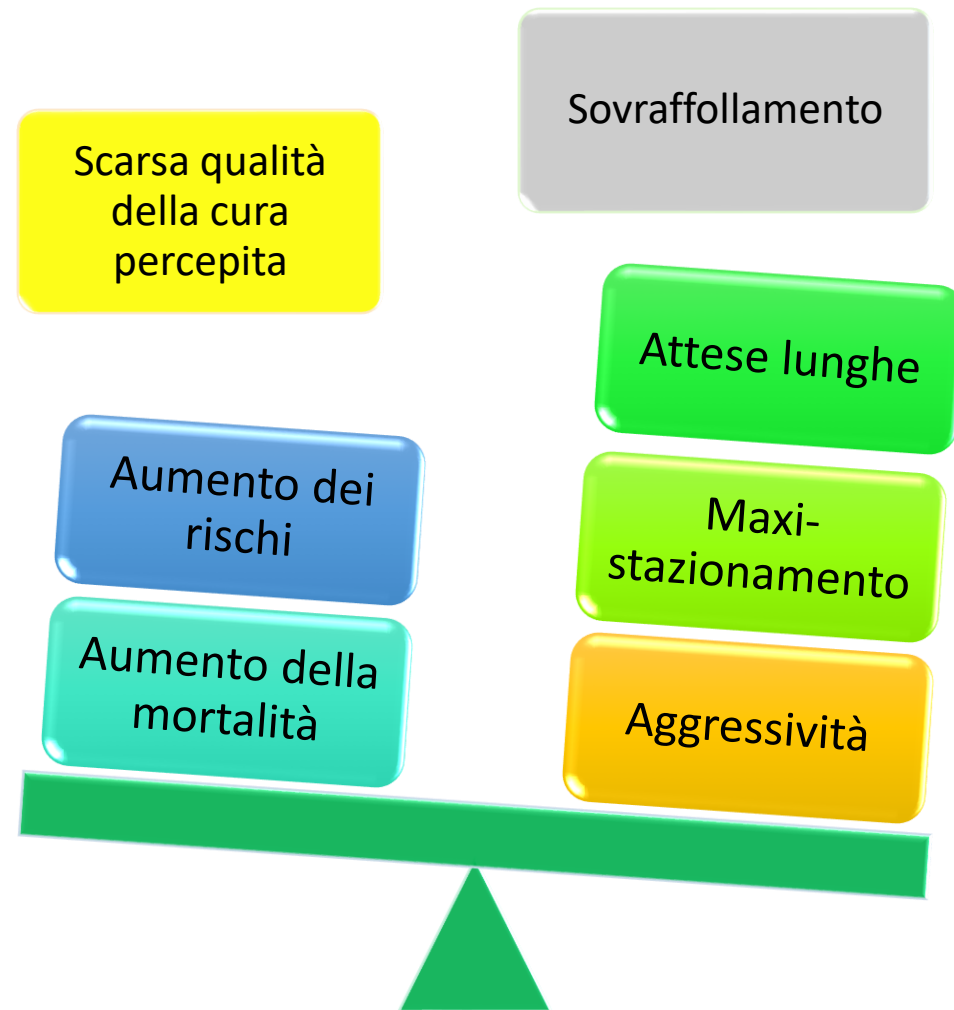 Scarsa qualità
della cura
percepita
Aumento dei
rischi
Aumento della
mortalità
Sovraffollamento
Attese lunghe
Maxi-
stazionamento
Aggressività